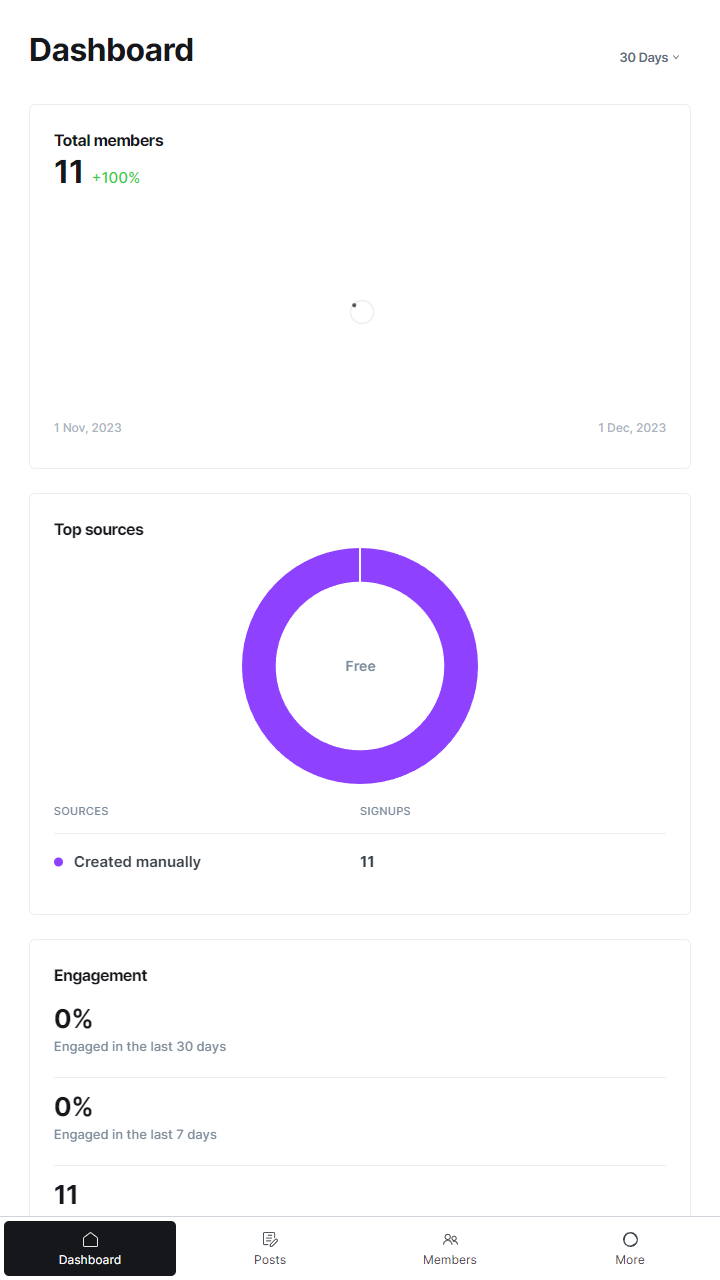 Dashboard
30 Days
Total members
11 +100%
1 Nov, 2023
1 Dec, 2023
Top sources
Free
SOURCES
SIGNUPS
Created manually
11
Engagement
0%
Engaged in the last 30 days
0%
Engaged in the last 7 days
11
Dashboard
Posts
Members
More